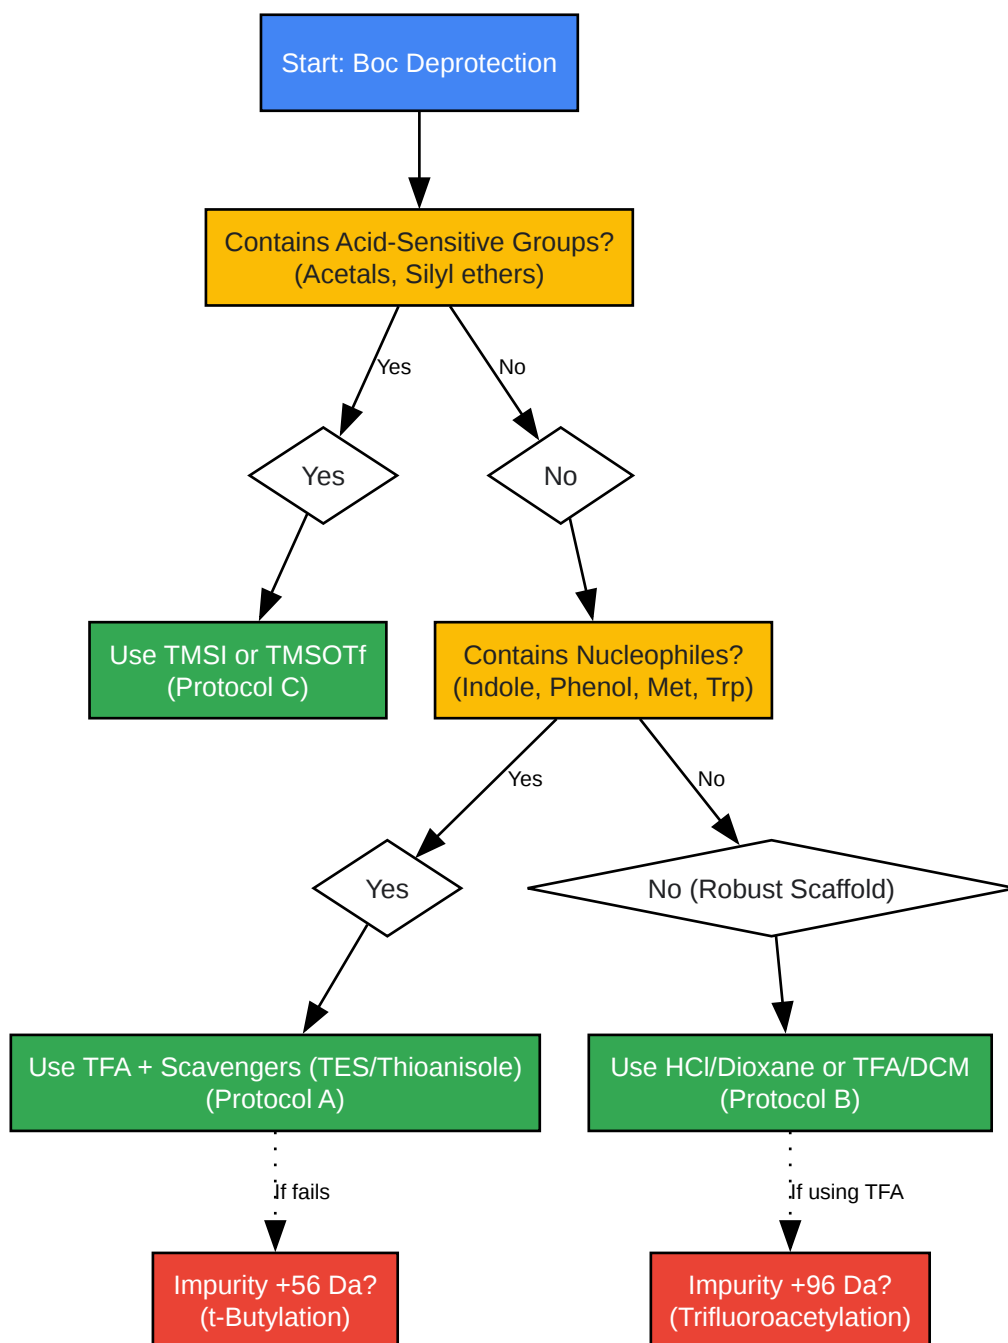 Start: Boc Deprotection
Contains Acid-Sensitive Groups?
(Acetals, Silyl ethers)
Yes
No
Yes
No
Use TMSI or TMSOTf
(Protocol C)
Contains Nucleophiles?
(Indole, Phenol, Met, Trp)
Yes
No
Yes
No (Robust Scaffold)
Use TFA + Scavengers (TES/Thioanisole)
(Protocol A)
Use HCl/Dioxane or TFA/DCM
(Protocol B)
If fails
If using TFA
Impurity +56 Da?
(t-Butylation)
Impurity +96 Da?
(Trifluoroacetylation)